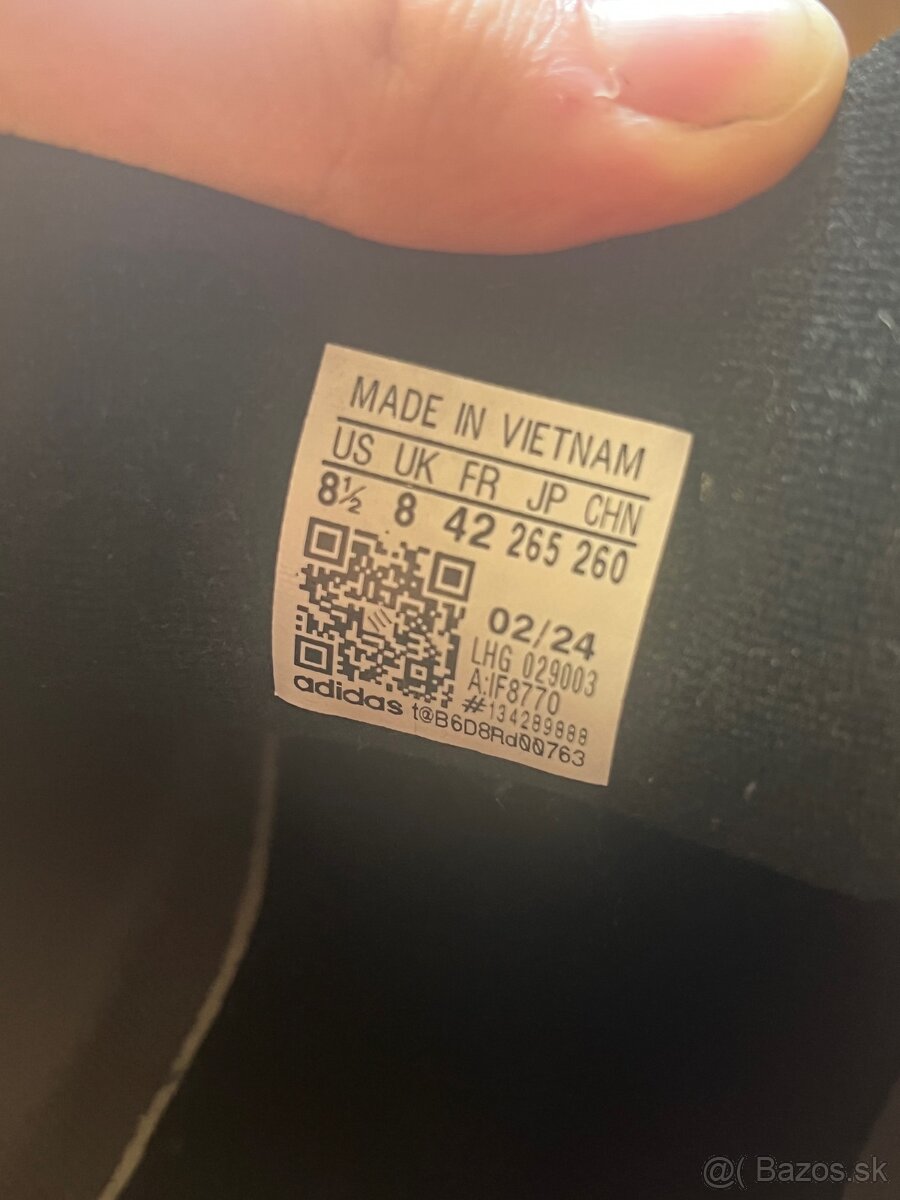 MADE IN VIETNAM
US UK FR JP CHN
8½ 8 42 265 260
02/24
LHG 029003
A:IF8770
#134289888
adidas t@B6D8Rd00763
@( Bazos.sk